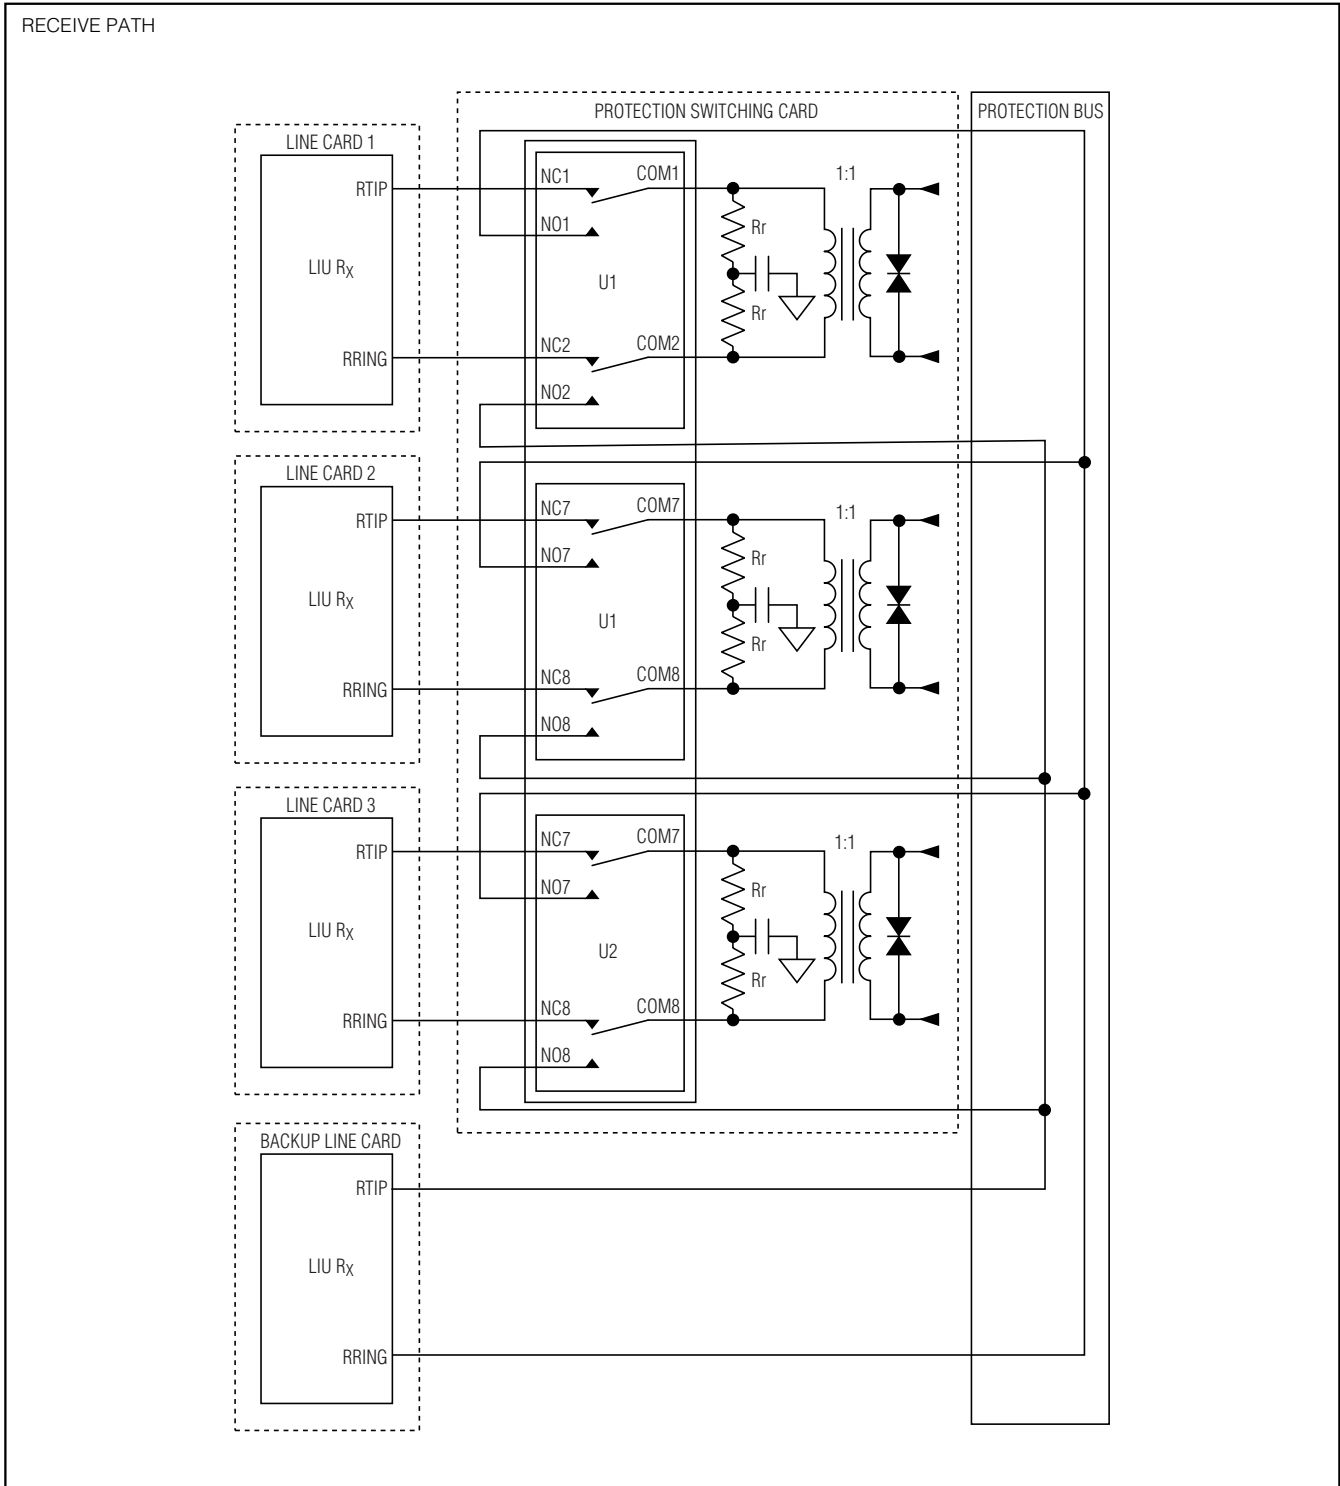 RECEIVE PATH
PROTECTION SWITCHING CARD
PROTECTION BUS
LINE CARD 1
RTIP
LIU RX
RRING
NC1
COM1
NO1
U1
NC2
COM2
NO2
Rr
Rr
1:1
LINE CARD 2
RTIP
LIU RX
RRING
NC7
COM7
NO7
U1
NC8
COM8
NO8
Rr
Rr
1:1
LINE CARD 3
RTIP
LIU RX
RRING
NC7
COM7
NO7
U2
NC8
COM8
NO8
Rr
Rr
1:1
BACKUP LINE CARD
RTIP
LIU RX
RRING